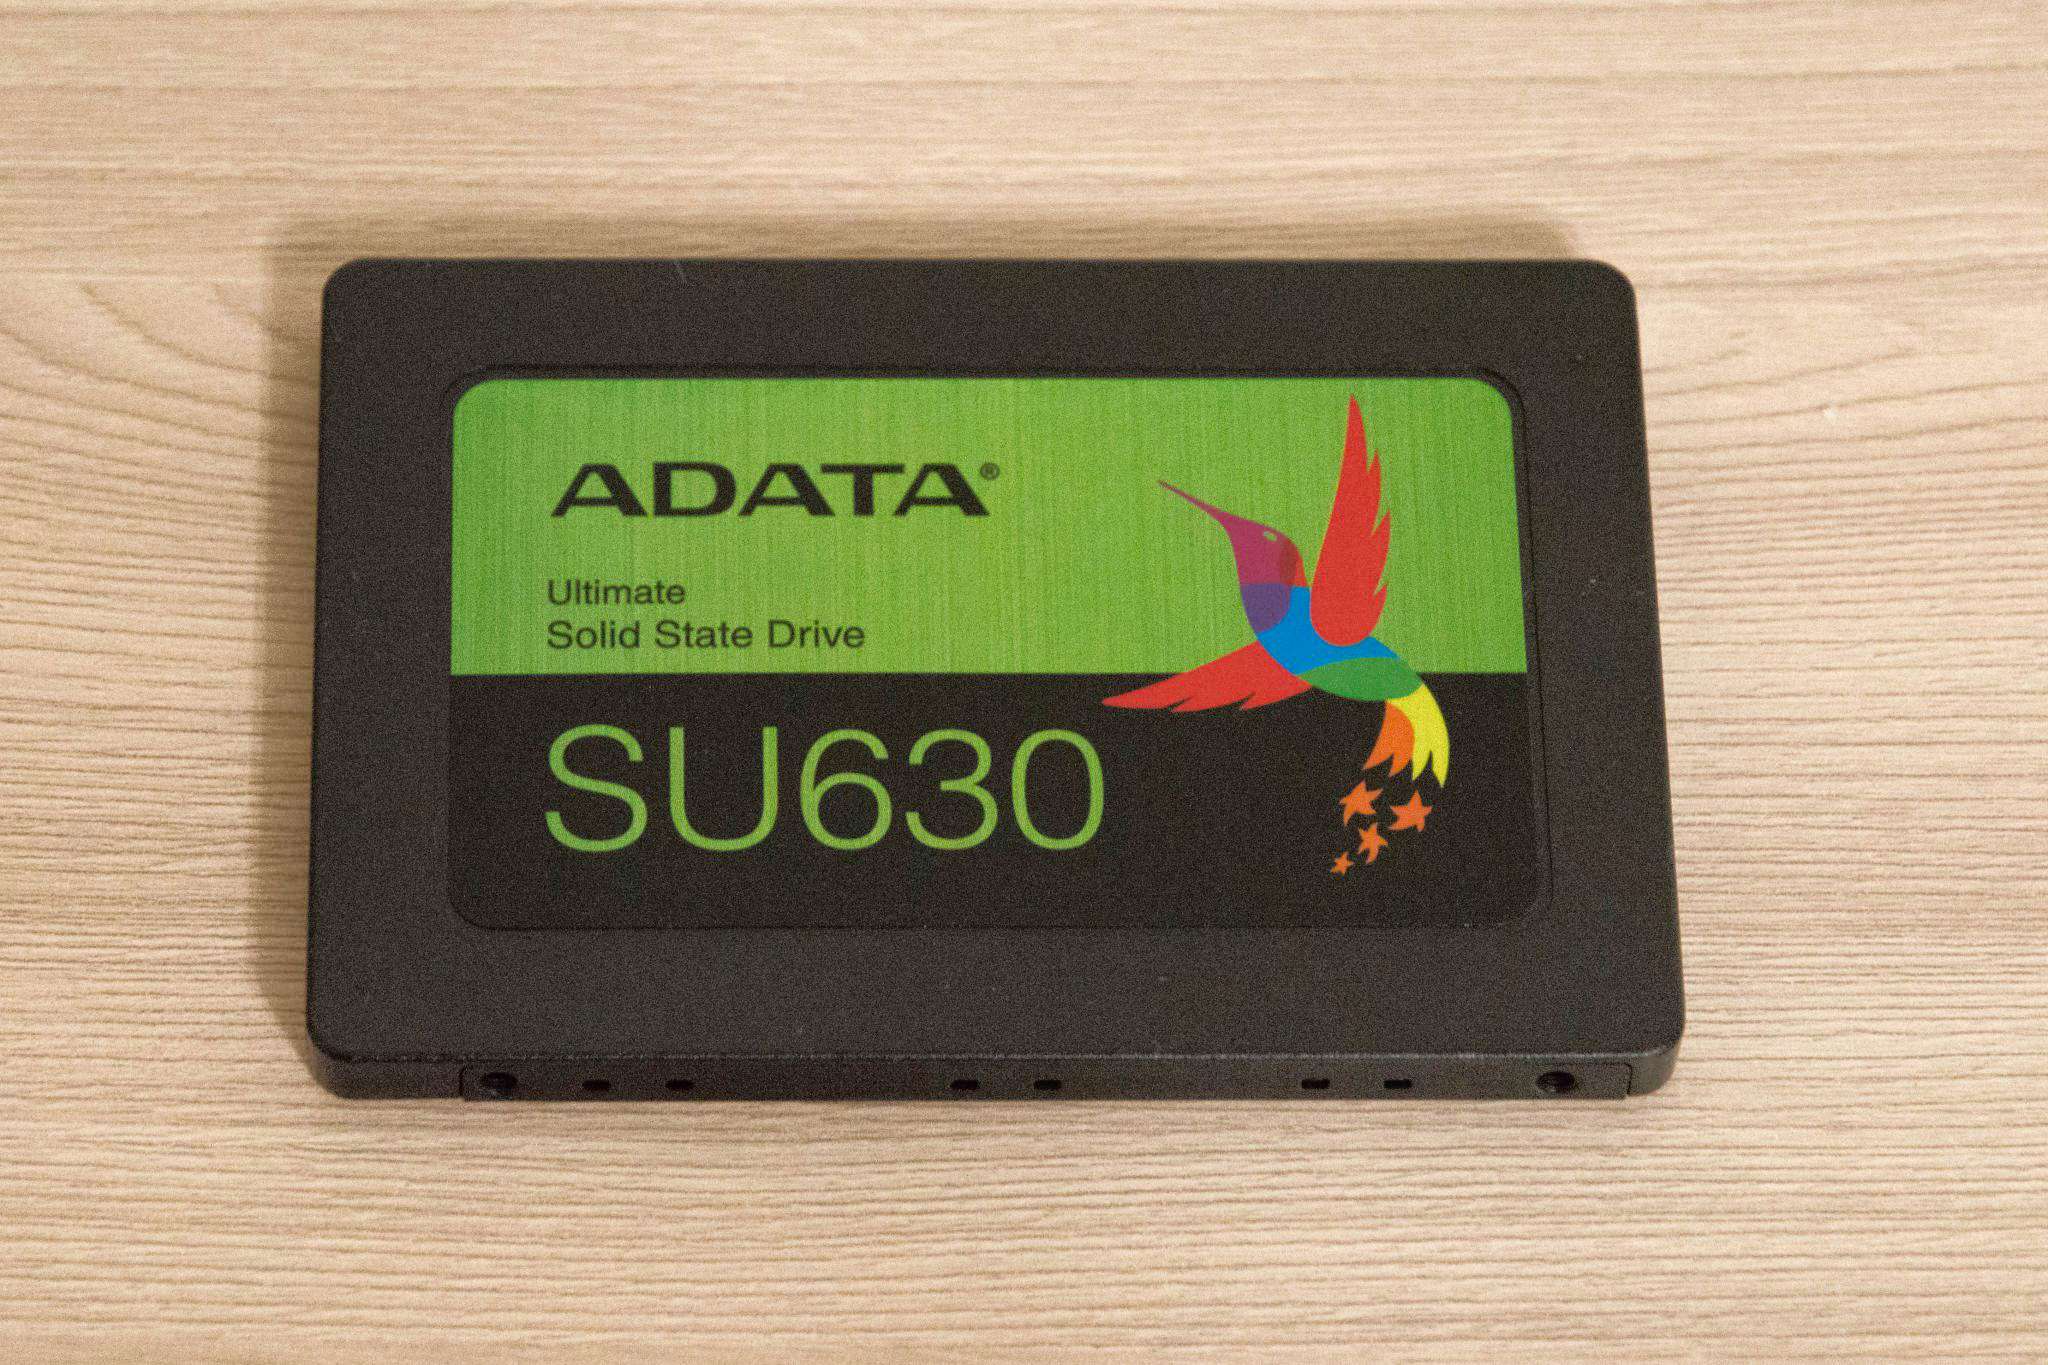 ADATA®
Ultimate
Solid State Drive
SU630